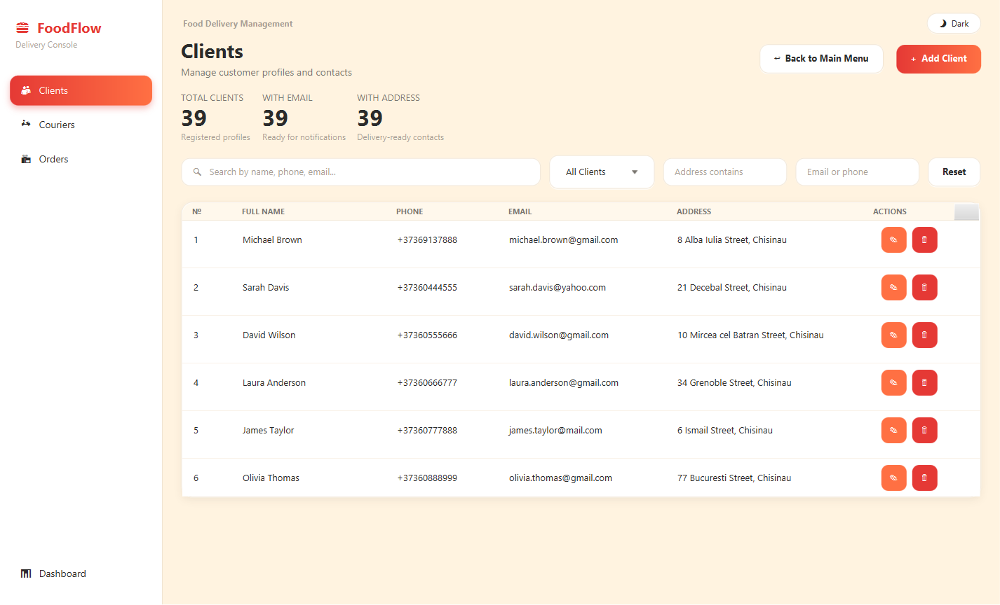 FoodFlow
Delivery Console
Clients
Couriers
Orders
Dashboard
Food Delivery Management
Dark
Clients
Manage customer profiles and contacts
Back to Main Menu
+ Add Client
TOTAL CLIENTS WITH EMAIL WITH ADDRESS
39 39 39
Registered profiles Ready for notifications Delivery-ready contacts
Search by name, phone, email... All Clients Address contains Email or phone Reset
№ FULL NAME PHONE EMAIL ADDRESS ACTIONS
1 Michael Brown +37369137888 michael.brown@gmail.com 8 Alba Iulia Street, Chisinau
2 Sarah Davis +37360444555 sarah.davis@yahoo.com 21 Decebal Street, Chisinau
3 David Wilson +37360555666 david.wilson@gmail.com 10 Mircea cel Batran Street, Chisinau
4 Laura Anderson +37360666777 laura.anderson@gmail.com 34 Grenoble Street, Chisinau
5 James Taylor +37360777888 james.taylor@mail.com 6 Ismail Street, Chisinau
6 Olivia Thomas +37360888999 olivia.thomas@gmail.com 77 Bucuresti Street, Chisinau